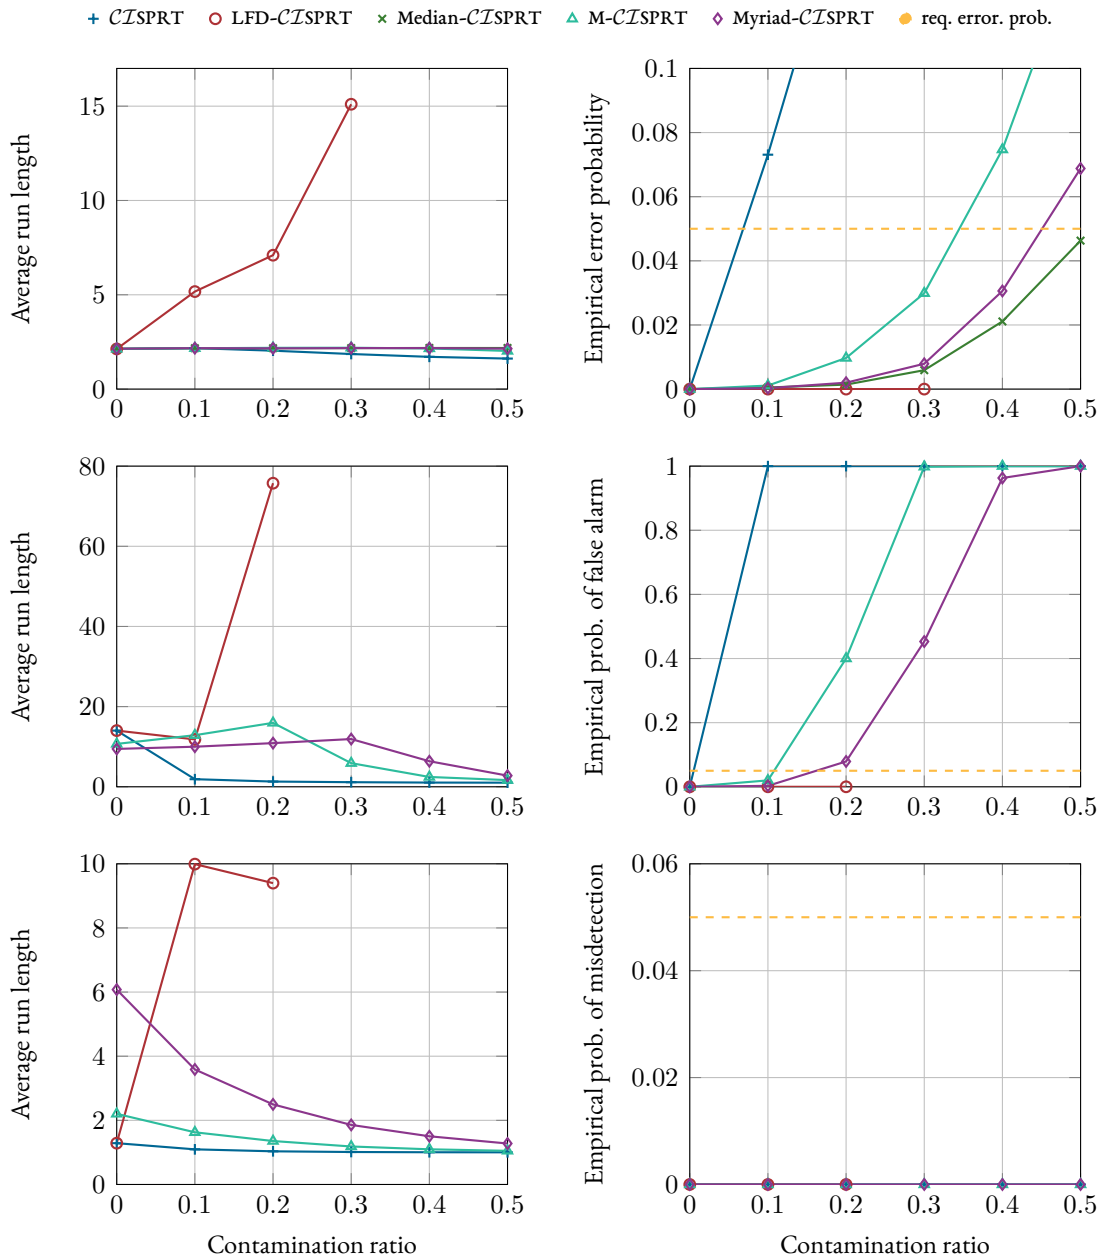 𝒞ℐSPRT LFD-𝒞ℐSPRT Median-𝒞ℐSPRT M-𝒞ℐSPRT Myriad-𝒞ℐSPRT req. error. prob.
Average run length
15
10
5
0
0 0.1 0.2 0.3 0.4 0.5
Empirical error probability
0.1
0.08
0.06
0.04
0.02
0
0 0.1 0.2 0.3 0.4 0.5
Average run length
80
60
40
20
0
0 0.1 0.2 0.3 0.4 0.5
Empirical prob. of false alarm
1
0.8
0.6
0.4
0.2
0
0 0.1 0.2 0.3 0.4 0.5
Average run length
10
8
6
4
2
0
0 0.1 0.2 0.3 0.4 0.5
Contamination ratio
Empirical prob. of misdetection
0.06
0.04
0.02
0
0 0.1 0.2 0.3 0.4 0.5
Contamination ratio